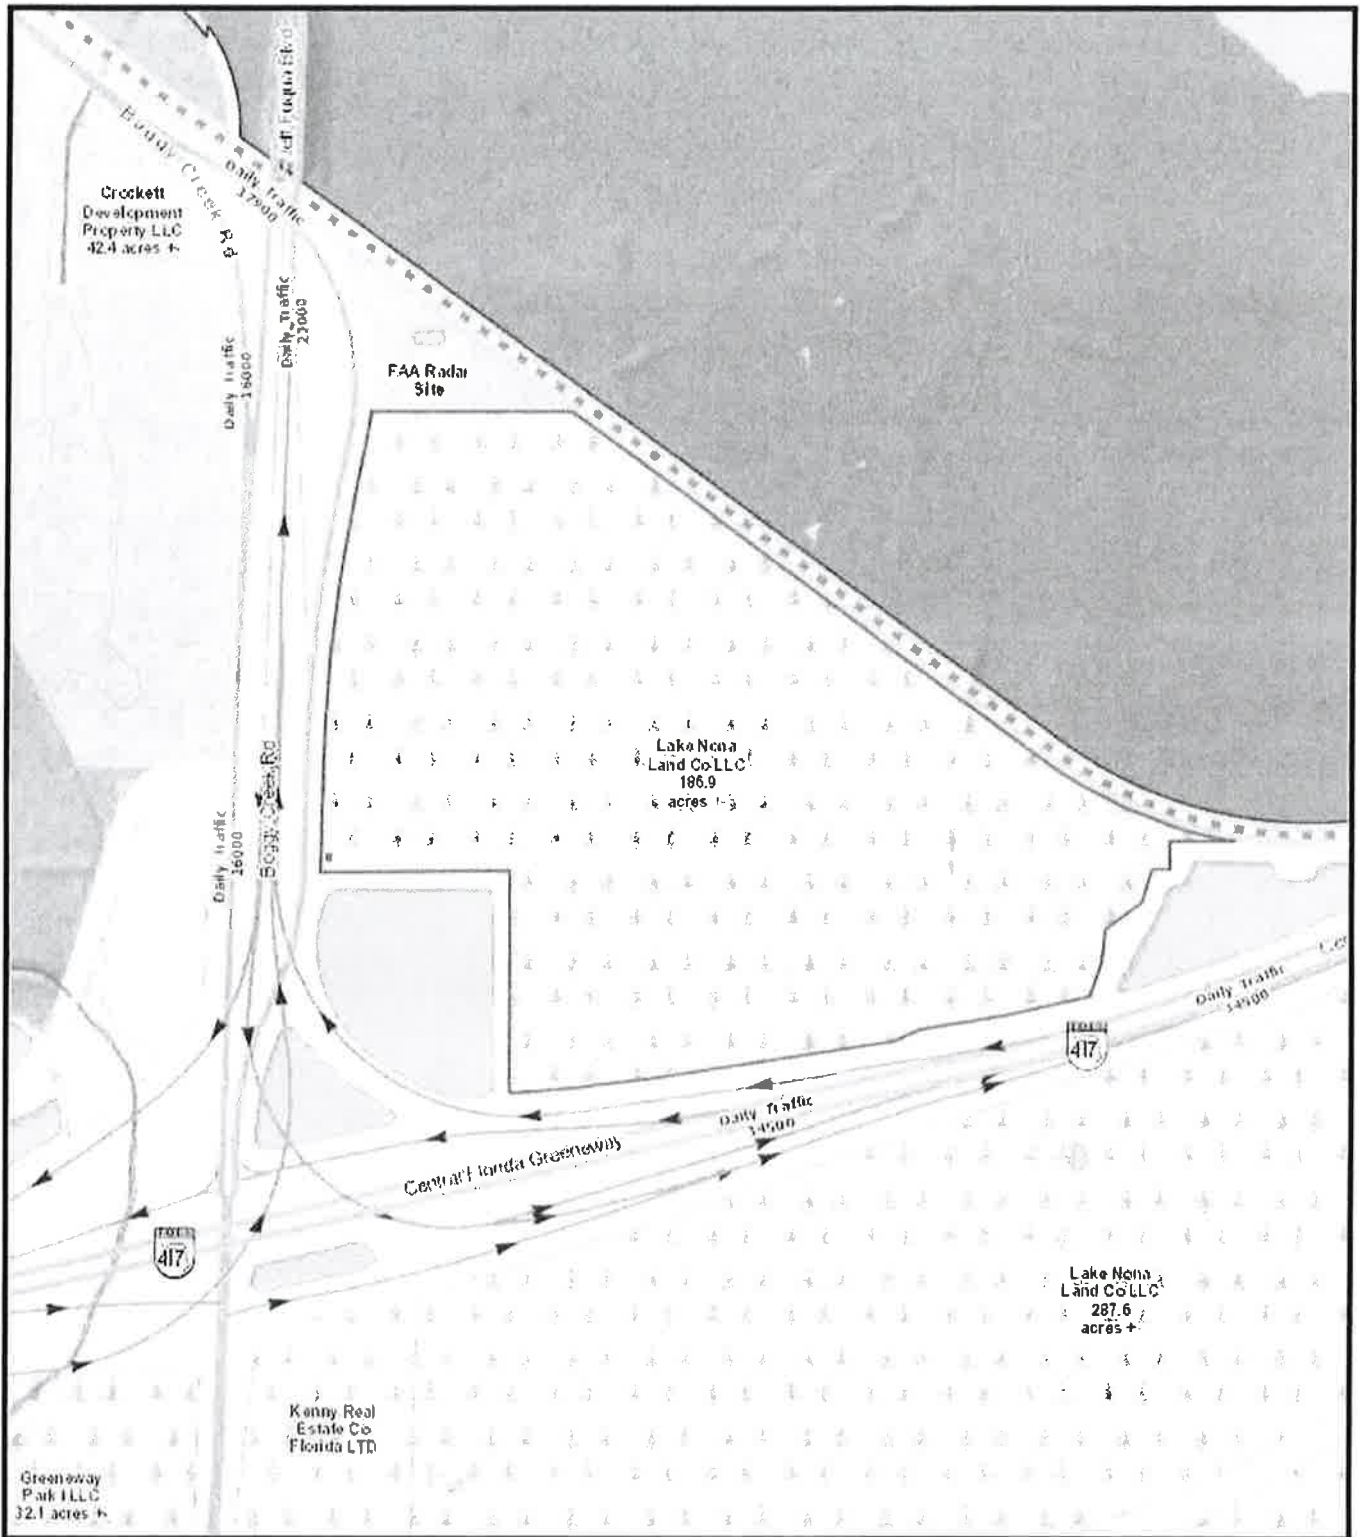 Jeff Fuqua Blvd
Boggy Creek Rd
Daily Traffic
37900
Crockett
Development
Property LLC
42.4 acres +-
Daily Traffic
23000
Daily Traffic
16000
FAA Radar
Site
Lake Nona
Land Co LLC
186.9
acres +-
Boggy Creek Rd
Daily Traffic
16000
Daily Traffic
34500
TOLL
417
Daily Traffic
34500
Central Florida Greeneway
TOLL
417
Lake Nona
Land Co LLC
287.6
acres +-
Kenny Real
Estate Co
Florida LTD
Greeneway
Park I LLC
32.1 acres +-